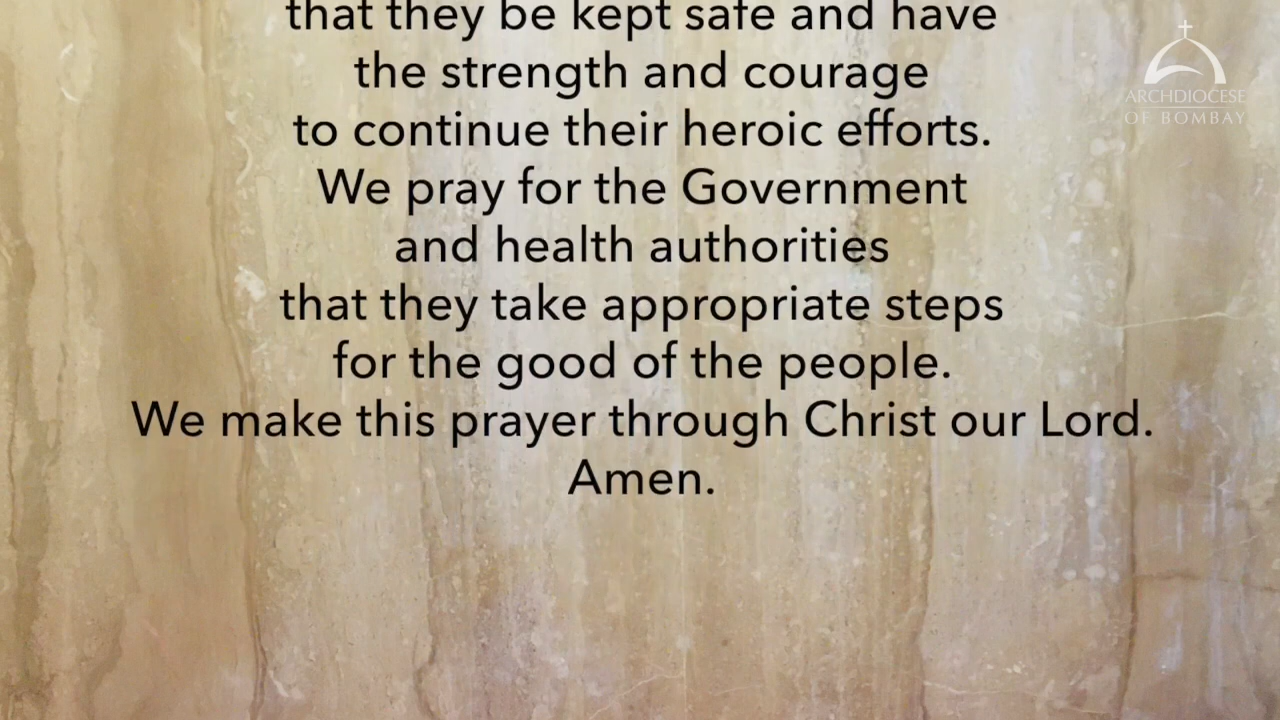 that they be kept safe and have
the strength and courage
to continue their heroic efforts.
We pray for the Government
and health authorities
that they take appropriate steps
for the good of the people.
We make this prayer through Christ our Lord.
Amen.
ARCHDIOCESE
OF BOMBAY